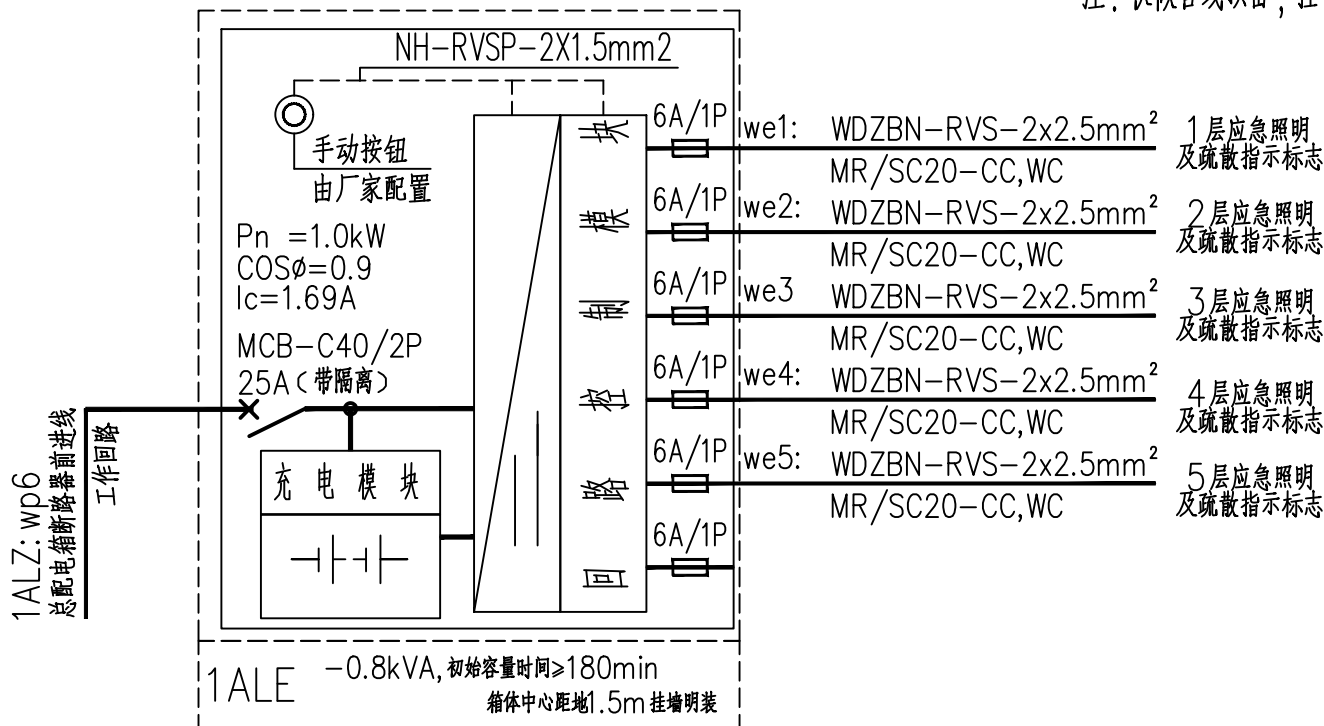 NH-RVSP-2X1.5mm2
手动按钮
由厂家配置
Pn =1.0kW
COSø=0.9
Ic=1.69A
MCB-C40/2P
25A(带隔离)
1ALZ:wp6
总配电箱断路器前进线
工作回路
充电模块
回路控制模块
6A/1P
we1:
WDZBN-RVS-2x2.5mm²
MR/SC20-CC,WC
1层应急照明
及疏散指示标志
6A/1P
we2:
WDZBN-RVS-2x2.5mm²
MR/SC20-CC,WC
2层应急照明
及疏散指示标志
6A/1P
we3
WDZBN-RVS-2x2.5mm²
MR/SC20-CC,WC
3层应急照明
及疏散指示标志
6A/1P
we4:
WDZBN-RVS-2x2.5mm²
MR/SC20-CC,WC
4层应急照明
及疏散指示标志
6A/1P
we5:
WDZBN-RVS-2x2.5mm²
MR/SC20-CC,WC
5层应急照明
及疏散指示标志
6A/1P
1ALE
-0.8kVA,初始容量时间≥180min
箱体中心距地1.5m挂墙明装